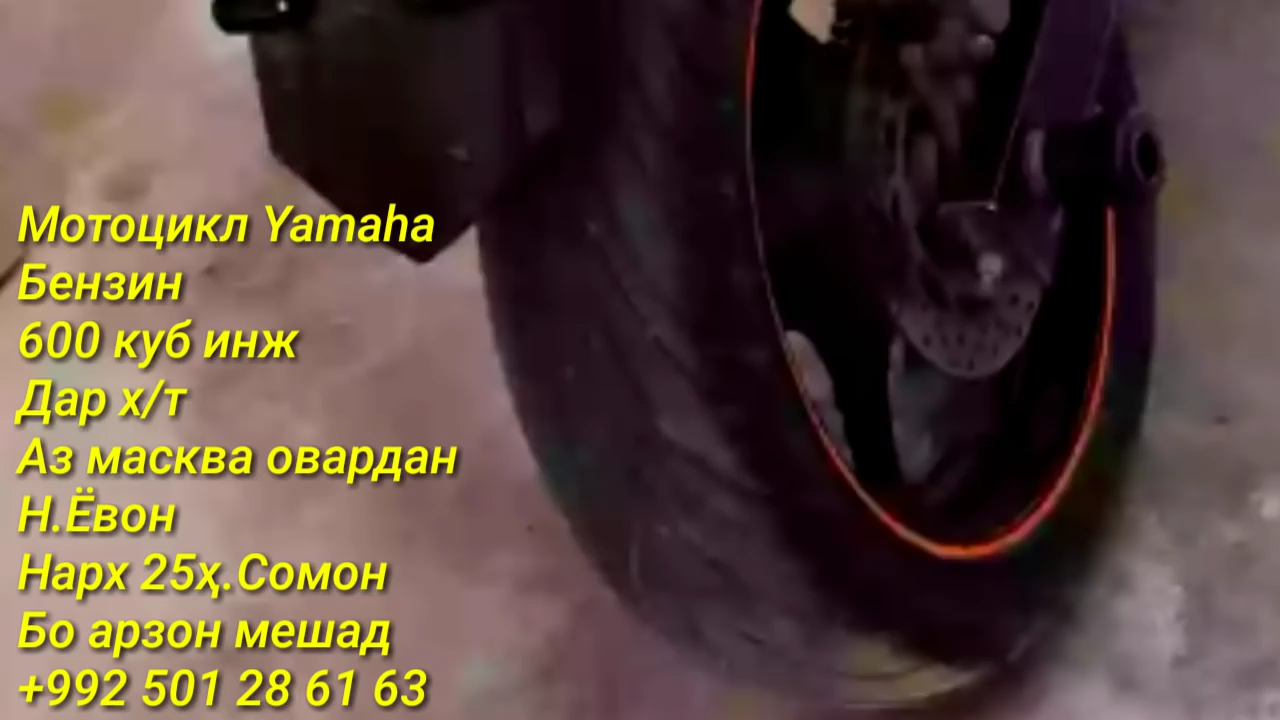 Мотоцикл Yamaha
Бензин
600 куб инж
Дар х/т
Аз масква овардан
Н.Ёвон
Нарх 25ҳ.Сомон
Бо арзон мешад
+992 501 28 61 63